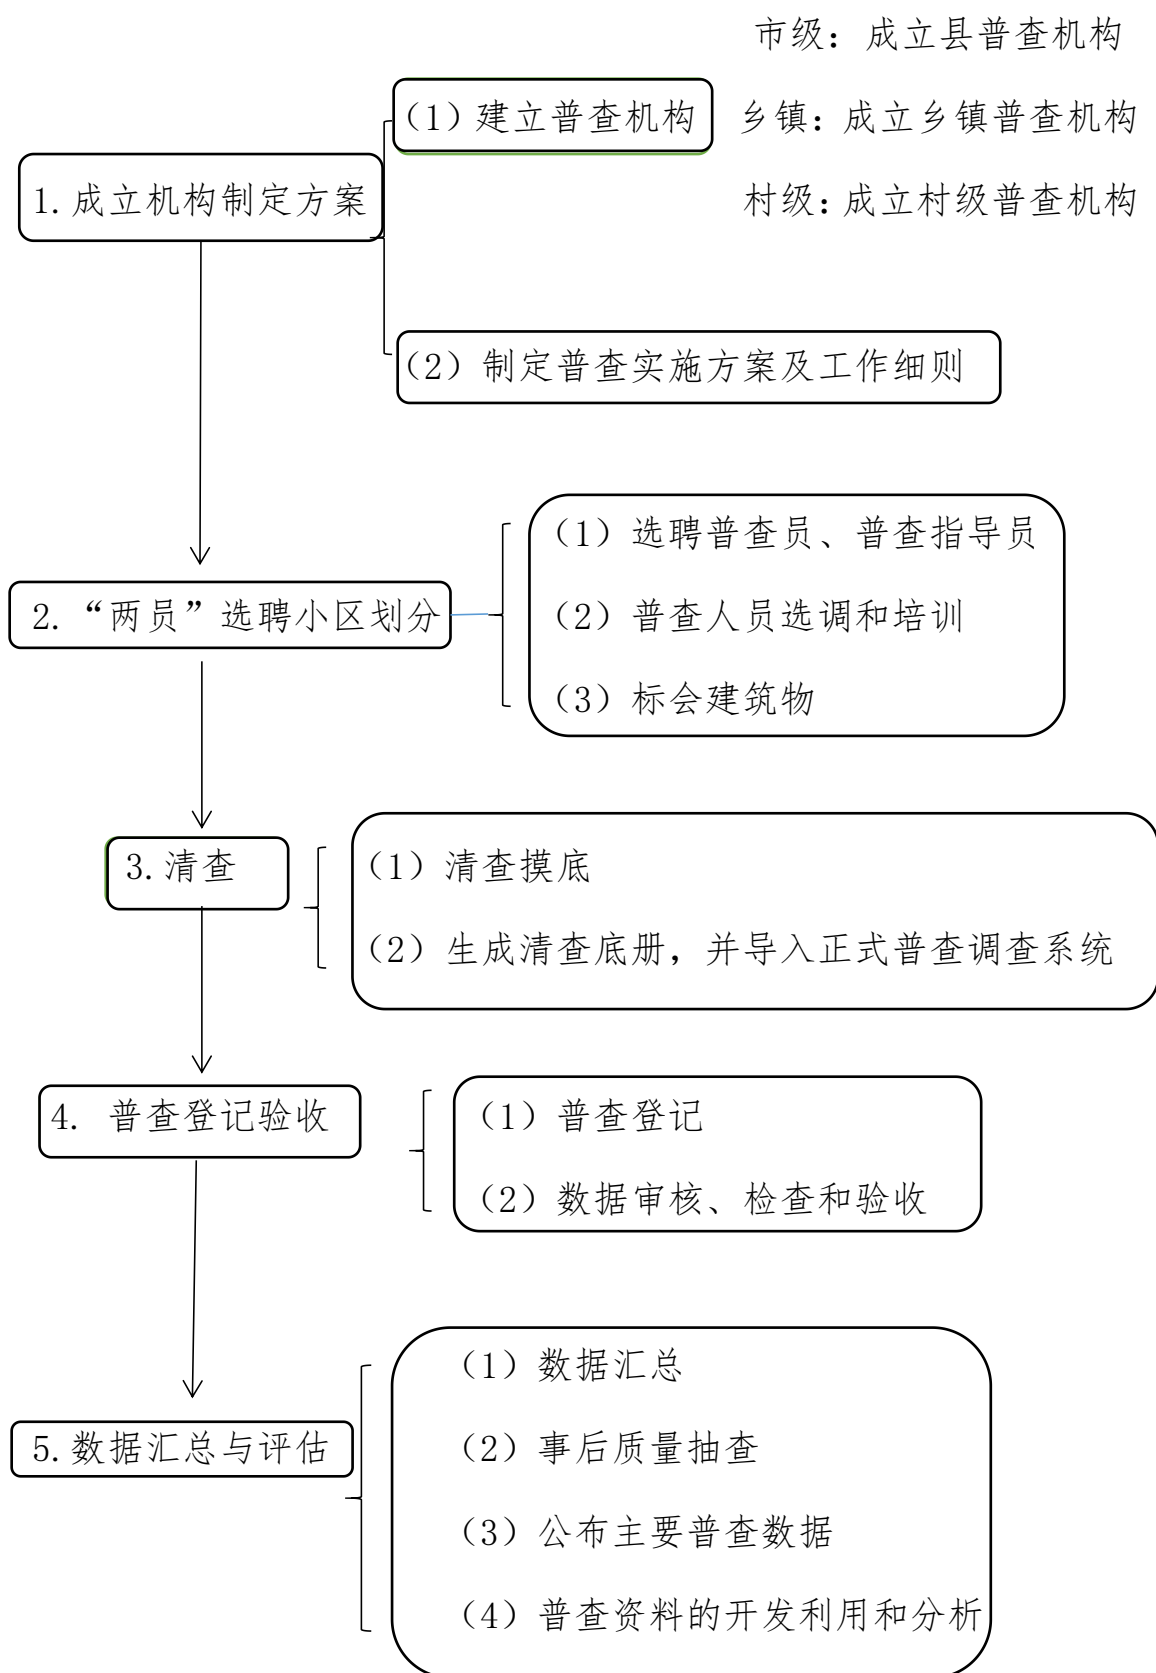 市级：成立县普查机构
（1）建立普查机构
乡镇：成立乡镇普查机构
1.成立机构制定方案
村级：成立村级普查机构
（2）制定普查实施方案及工作细则
（1）选聘普查员、普查指导员
2.“两员”选聘小区划分
（2）普查人员选调和培训
（3）标会建筑物
3.清查
（1）清查摸底
（2）生成清查底册，并导入正式普查调查系统
4. 普查登记验收
（1）普查登记
（2）数据审核、检查和验收
（1）数据汇总
5.数据汇总与评估
（2）事后质量抽查
（3）公布主要普查数据
（4）普查资料的开发利用和分析